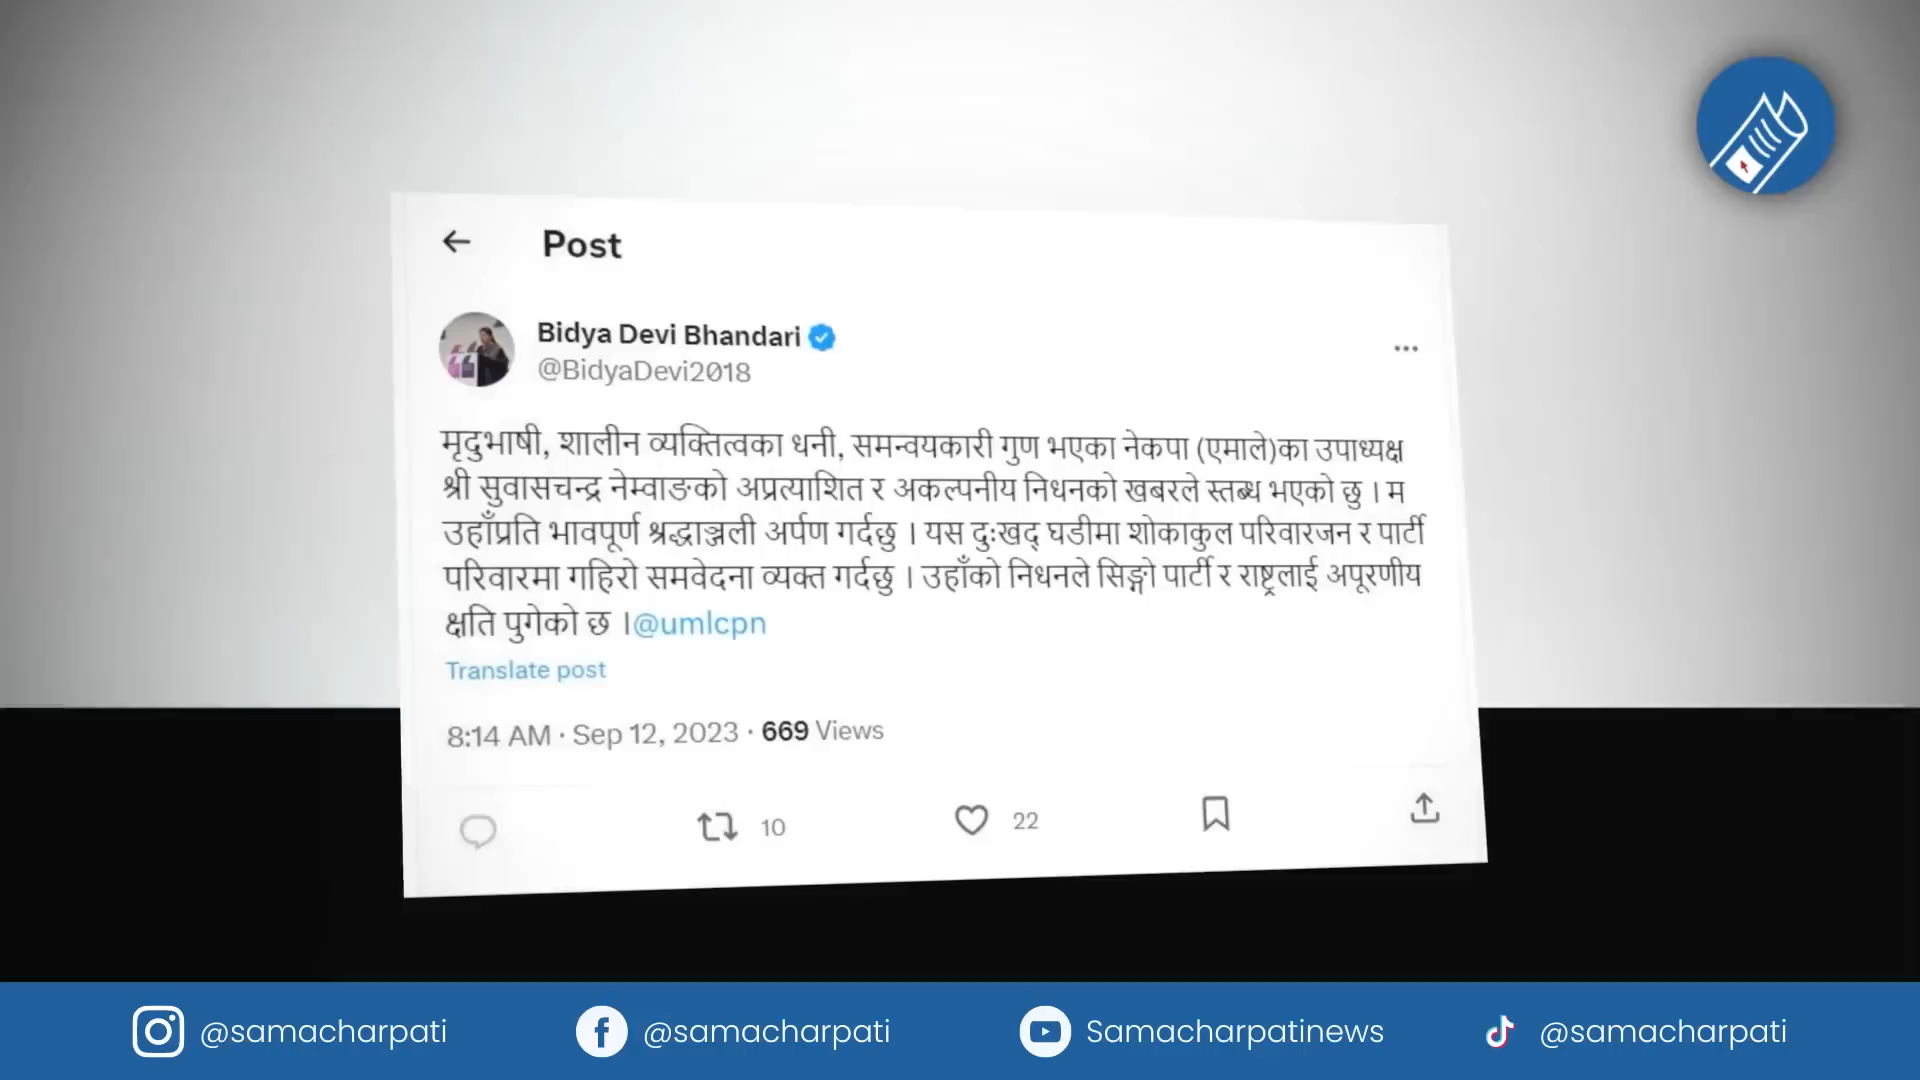 Post
Bidya Devi Bhandari
@BidyaDevi2018
मृदुभाषी, शालीन व्यक्तित्वका धनी, समन्वयकारी गुण भएका नेकपा (एमाले)का उपाध्यक्ष
श्री सुवासचन्द्र नेम्वाङको अप्रत्याशित र अकल्पनीय निधनको खबरले स्तब्ध भएको छु । म
उहाँप्रति भावपूर्ण श्रद्धाञ्जली अर्पण गर्दछु । यस दुःखद् घडीमा शोकाकुल परिवारजन र पार्टी
परिवारमा गहिरो समवेदना व्यक्त गर्दछु । उहाँको निधनले सिङ्गो पार्टी र राष्ट्रलाई अपूरणीय
क्षति पुगेको छ ।@umlcpn
Translate post
8:14 AM · Sep 12, 2023 · 669 Views
10 22
@samacharpati @samacharpati Samacharpatinews @samacharpati